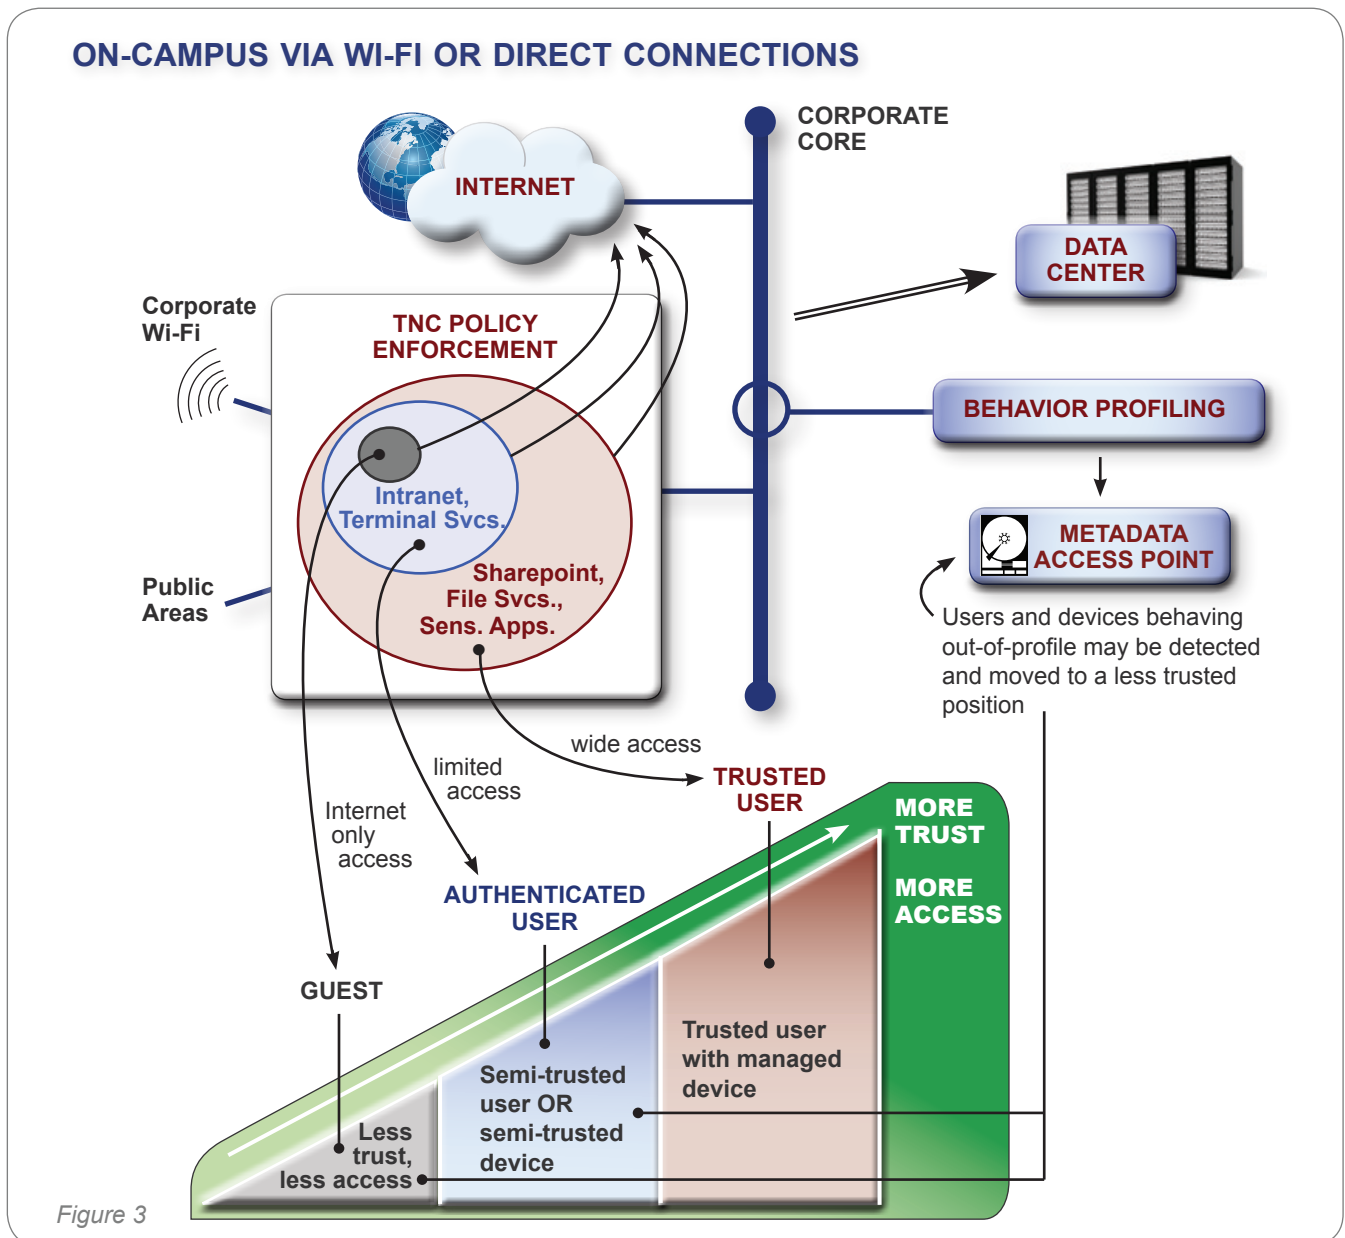 ON-CAMPUS VIA WI-FI OR DIRECT CONNECTIONS
CORPORATE
CORE
INTERNET
DATA
CENTER
Corporate
Wi-Fi
TNC POLICY
ENFORCEMENT
BEHAVIOR PROFILING
Intranet,
Terminal Svcs.
METADATA
ACCESS POINT
Sharepoint,
File Svcs.,
Sens. Apps.
Public
Areas
Users and devices behaving
out-of-profile may be detected
and moved to a less trusted
position
wide access
limited
access
Internet
only
access
TRUSTED
USER
MORE
TRUST
MORE
ACCESS
AUTHENTICATED
USER
GUEST
Trusted user
with managed
device
Semi-trusted
user OR
semi-trusted
device
Less
trust,
less access
Figure 3